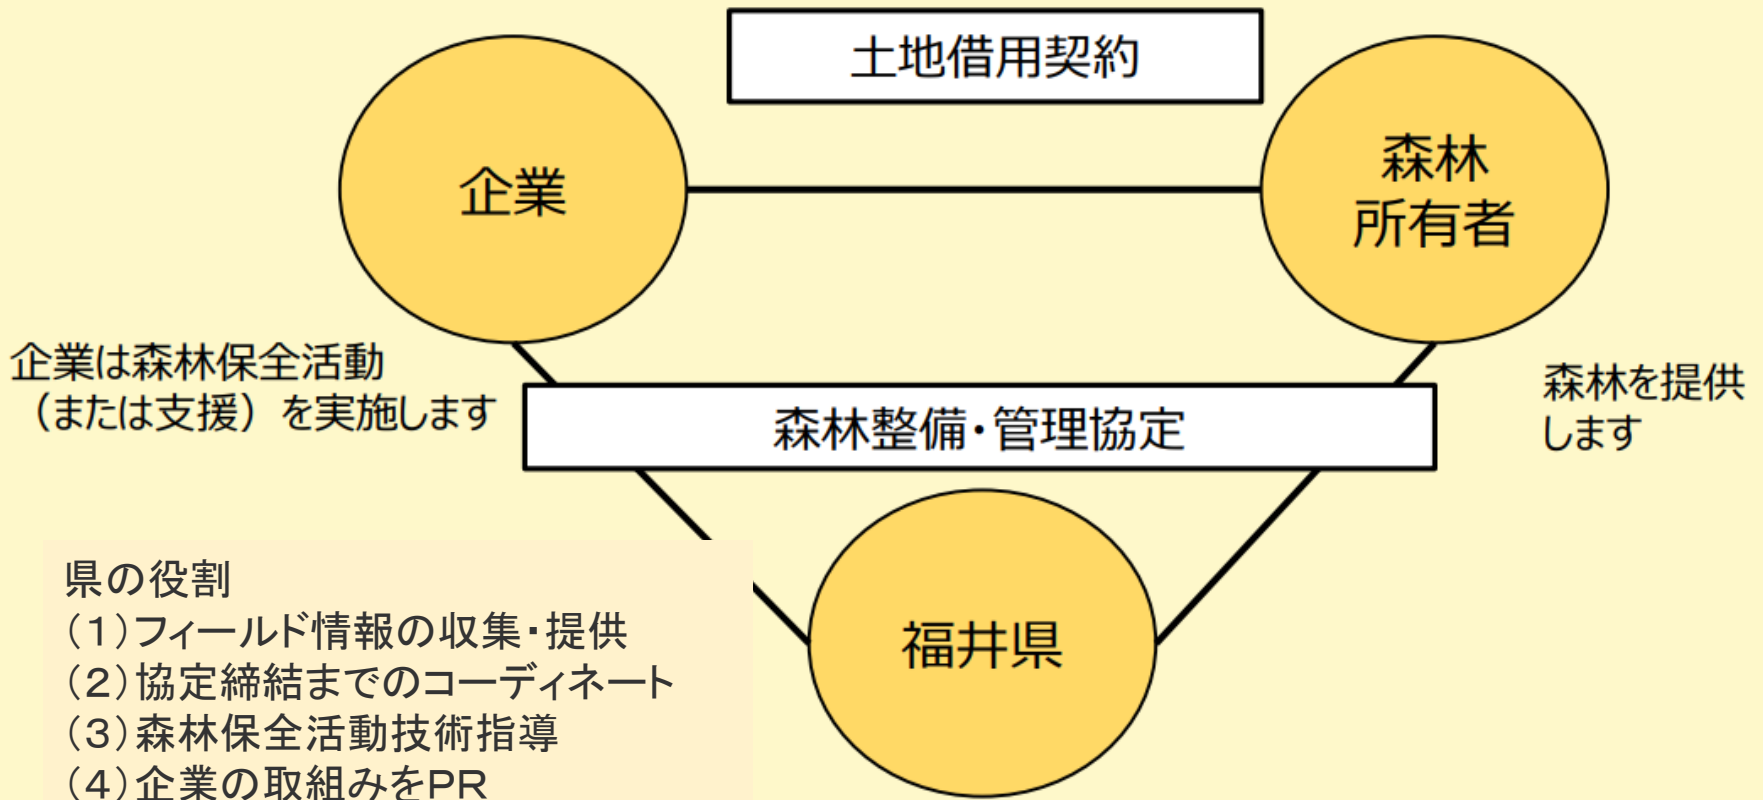 土地借用契約
企業
森林
所有者
企業は森林保全活動
（または支援）を実施します
森林を提供
します
森林整備・管理協定
福井県
県の役割
（１）フィールド情報の収集・提供
（２）協定締結までのコーディネート
（３）森林保全活動技術指導
（４）企業の取組みをPR